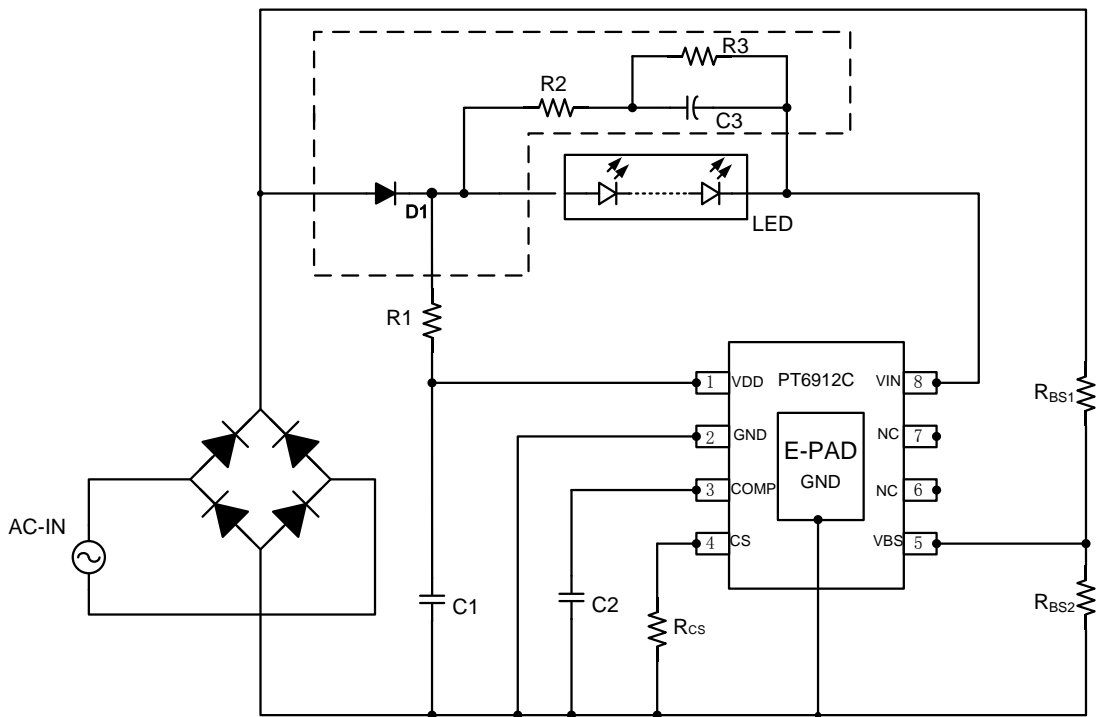 R3
R2
C3
D1
LED
R1
PT6912C
1 VDD
VIN 8
RBS1
2 GND
NC 7
E-PAD
GND
3 COMP
NC 6
AC-IN
4 CS
VBS 5
C1
C2
RCS
RBS2